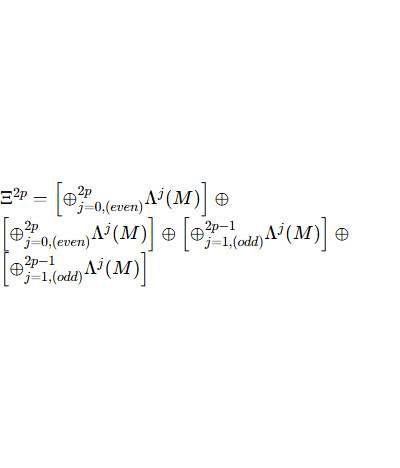 Ξ^{2p} = [⊕_{j=0,(even)}^{2p} Λ^j(M)] ⊕
[⊕_{j=0,(even)}^{2p} Λ^j(M)] ⊕ [⊕_{j=1,(odd)}^{2p−1} Λ^j(M)] ⊕
[⊕_{j=1,(odd)}^{2p−1} Λ^j(M)]